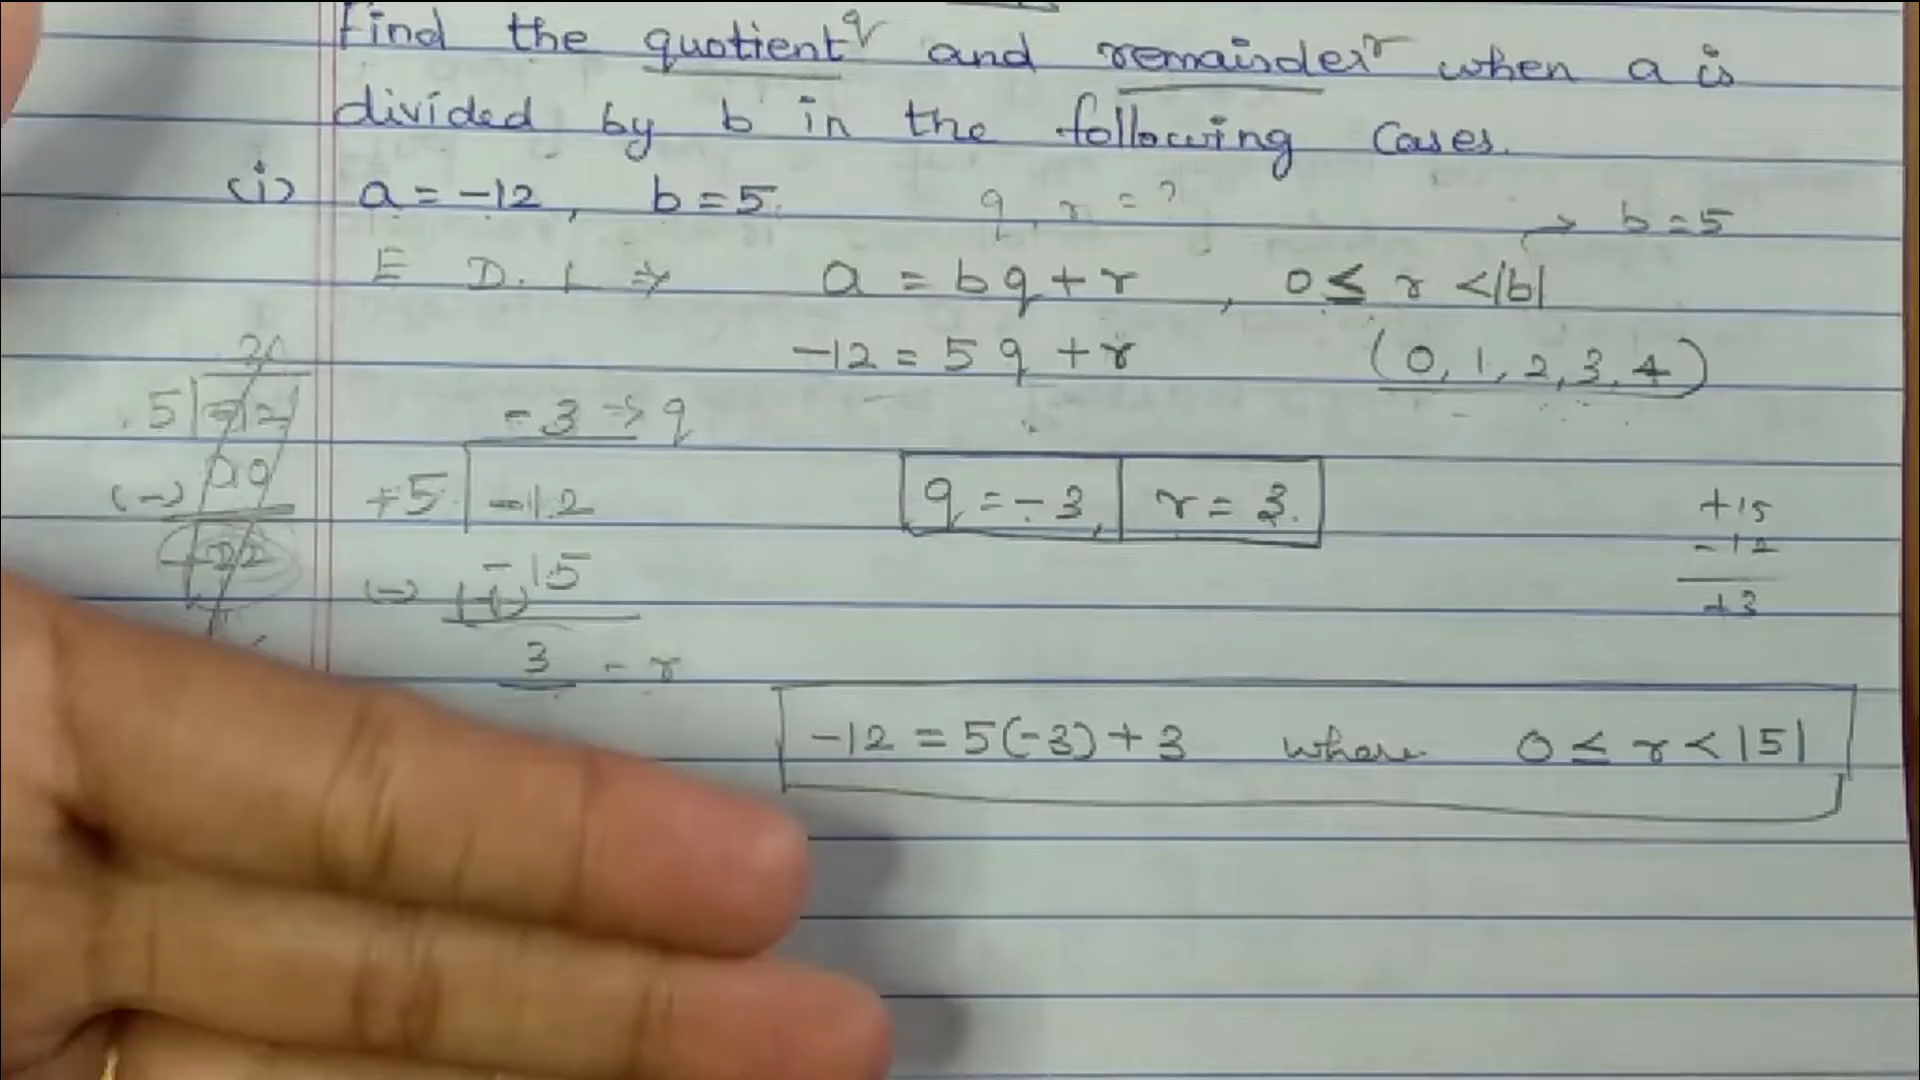 Find the quotient q and remainder r when a is
divided by b in the following Cases.
(i) a = -12, b = 5. q, r = ?
→ b = 5
E D. L ⇒ a = bq + r, 0 ≤ r < |b|
-12 = 5q + r (0, 1, 2, 3, 4)
-3 → q
+5 -12
q = -3, r = 3.
+15
-12
+3
(-) (+) -15
3 - r
-12 = 5(-3) + 3 where 0 ≤ r < |5|